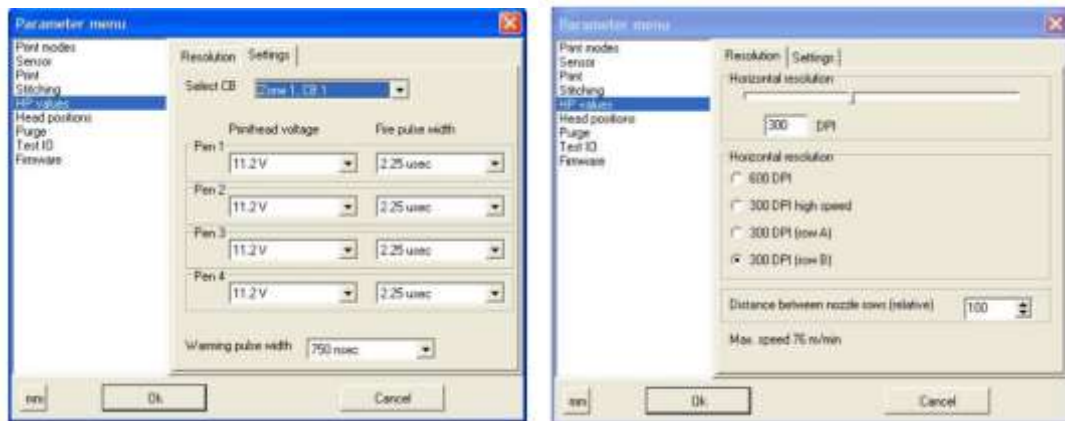 Parameter menu
Print modes
Sensor
Print
Stitching
HP values
Head positions
Purge
Test IO
Firmware
Resolution Settings
Select CB Zone 1, CB 1
Printhead voltage Fire pulse width
Pen 1
11.2 V 2.25 usec
Pen 2
11.2 V 2.25 usec
Pen 3
11.2 V 2.25 usec
Pen 4
11.2 V 2.25 usec
Warming pulse width 750 nsec
mm Ok Cancel
Parameter menu
Print modes
Sensor
Print
Stitching
HP values
Head positions
Purge
Test IO
Firmware
Resolution Settings
Horizontal resolution
300 DPI
Horizontal resolution
600 DPI
300 DPI high speed
300 DPI (row A)
300 DPI (row B)
Distance between nozzle rows (relative) 100
Max. speed 76 m/min
mm Ok Cancel